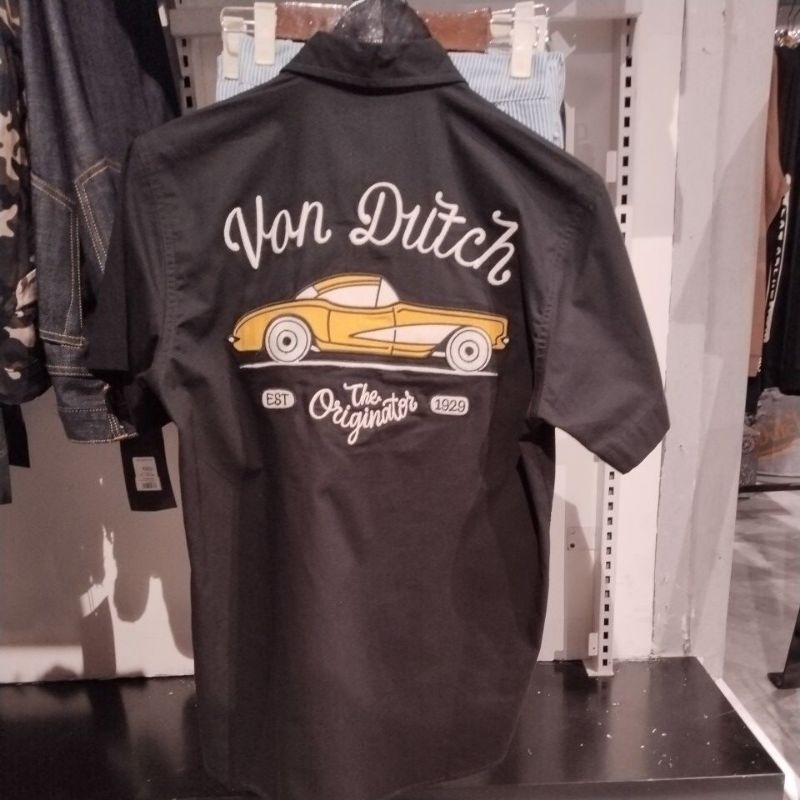 Von Dutch
EST The Originator 1929